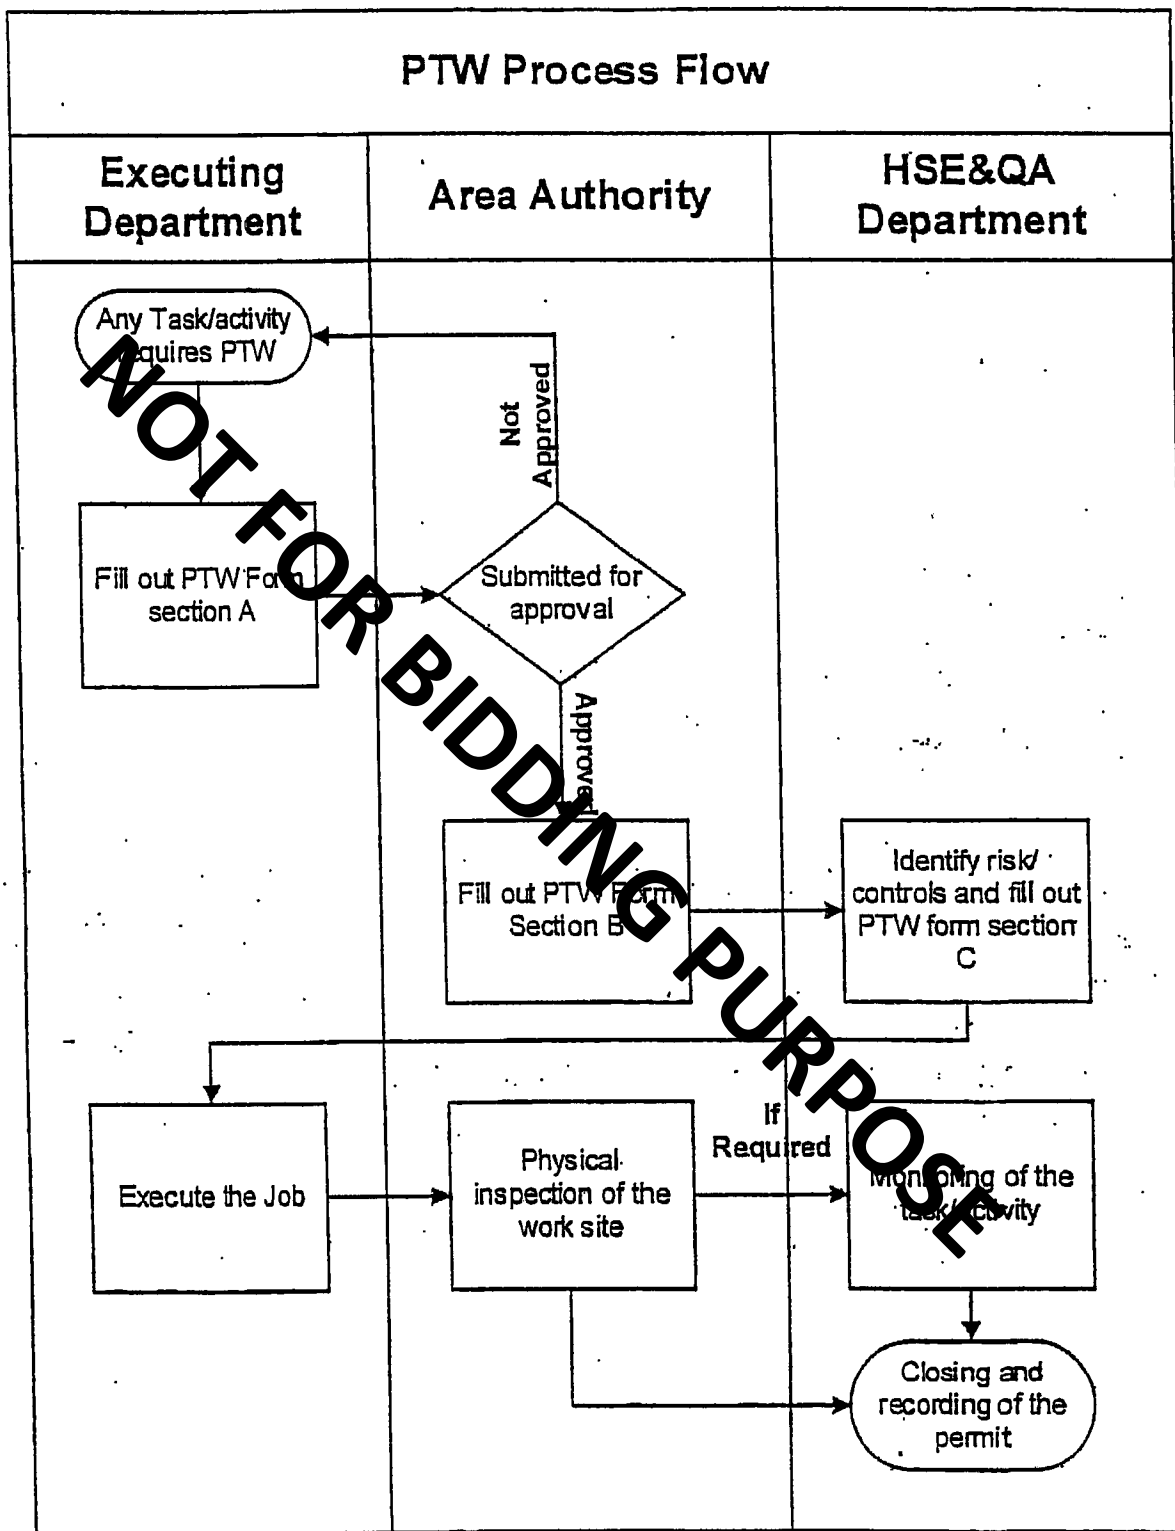 PTW Process Flow
Executing
Department
Area Authority
HSE&QA
Department
Any Task/activity
requires PTW
Not
Approved
Fill out PTW Form
section A
Submitted for
approval
Approved
Fill out PTW Form
Section B
Identify risk/
controls and fill out
PTW form section
C
Execute the Job
Physical
inspection of the
work site
If
Required
Monitoring of the
task/activity
Closing and
recording of the
permit
NOT FOR BIDDING PURPOSE